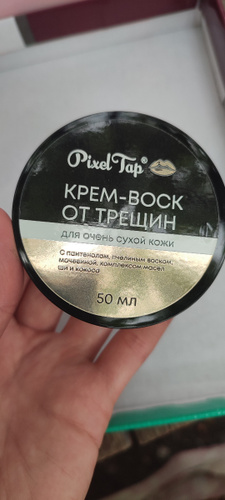 Pixel Tap®
КРЕМ-ВОСК
ОТ ТРЕЩИН
для очень сухой кожи
С пантенолом, пчелиным воском,
мочевиной, комплексом масел
ши и кокоса
50 МЛ